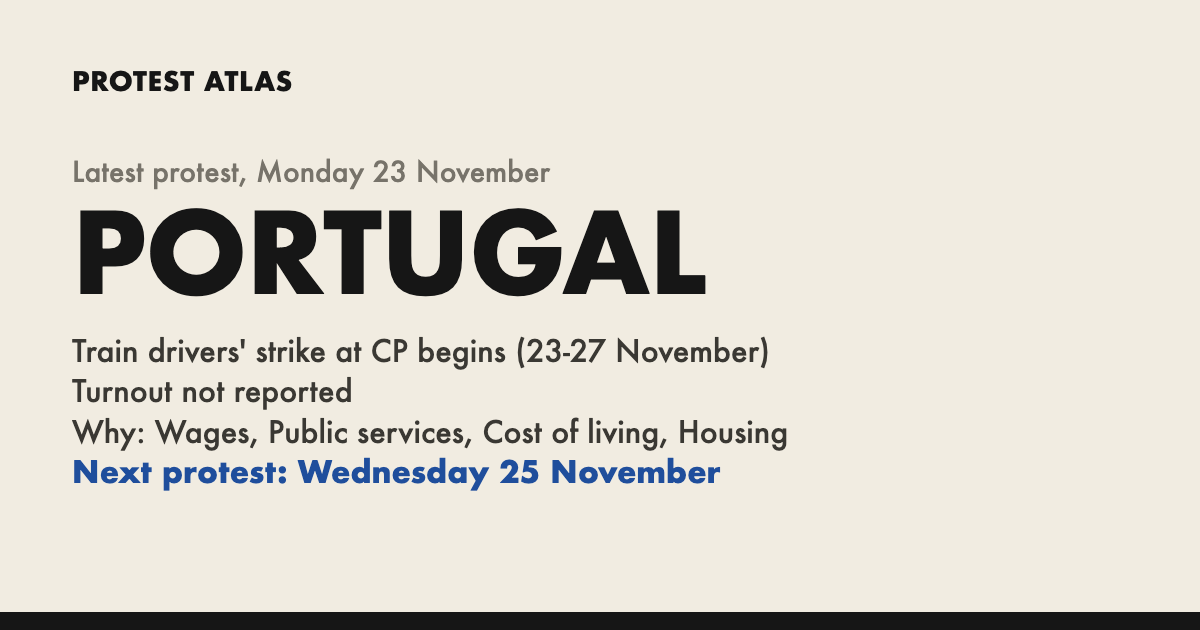 PROTEST ATLAS
Latest protest, Monday 23 November
PORTUGAL
Train drivers' strike at CP begins (23-27 November)
Turnout not reported
Why: Wages, Public services, Cost of living, Housing
Next protest: Wednesday 25 November